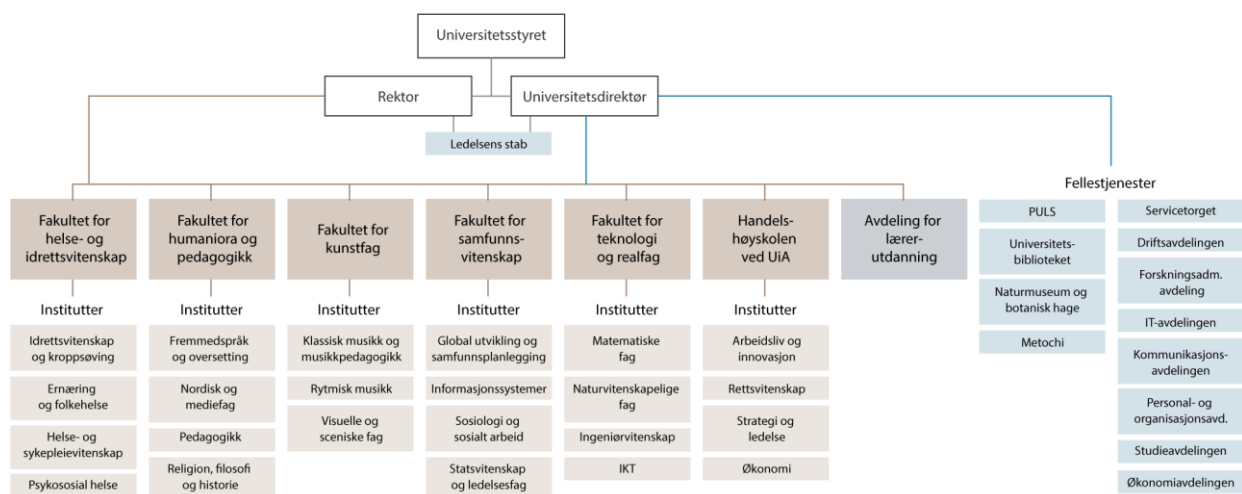 Universitetsstyret
Rektor
Universitetsdirektør
Ledelsens stab
Fakultet for
helse- og
idrettsvitenskap
Institutter
Idrettsvitenskap
og kroppsøving
Ernæring
og folkehelse
Helse- og
sykepleievitenskap
Psykososial helse
Fakultet for
humaniora og
pedagogikk
Institutter
Fremmedspråk
og oversetting
Nordisk og
mediefag
Pedagogikk
Religion, filosofi
og historie
Fakultet for
kunstfag
Institutter
Klassisk musikk og
musikkpedagogikk
Rytmisk musikk
Visuelle og
sceniske fag
Fakultet for
samfunns-
vitenskap
Institutter
Global utvikling og
samfunnsplanlegging
Informasjonssystemer
Sosiologi og
sosialt arbeid
Statsvitenskap
og ledelsesfag
Fakultet for
teknologi
og realfag
Institutter
Matematiske
fag
Naturvitenskapelige
fag
Ingeniørvitenskap
IKT
Handels-
høyskolen
ved UiA
Institutter
Arbeidsliv og
innovasjon
Rettsvitenskap
Strategi og
ledelse
Økonomi
Avdeling for
lærer-
utdanning
Fellestjenester
PULS
Universitets-
biblioteket
Naturmuseum og
botanisk hage
Metochi
Servicetorget
Driftsavdelingen
Forskningsadm.
avdeling
IT-avdelingen
Kommunikasjons-
avdelingen
Personal- og
organisasjonsavd.
Studieavdelingen
Økonomiavdelingen